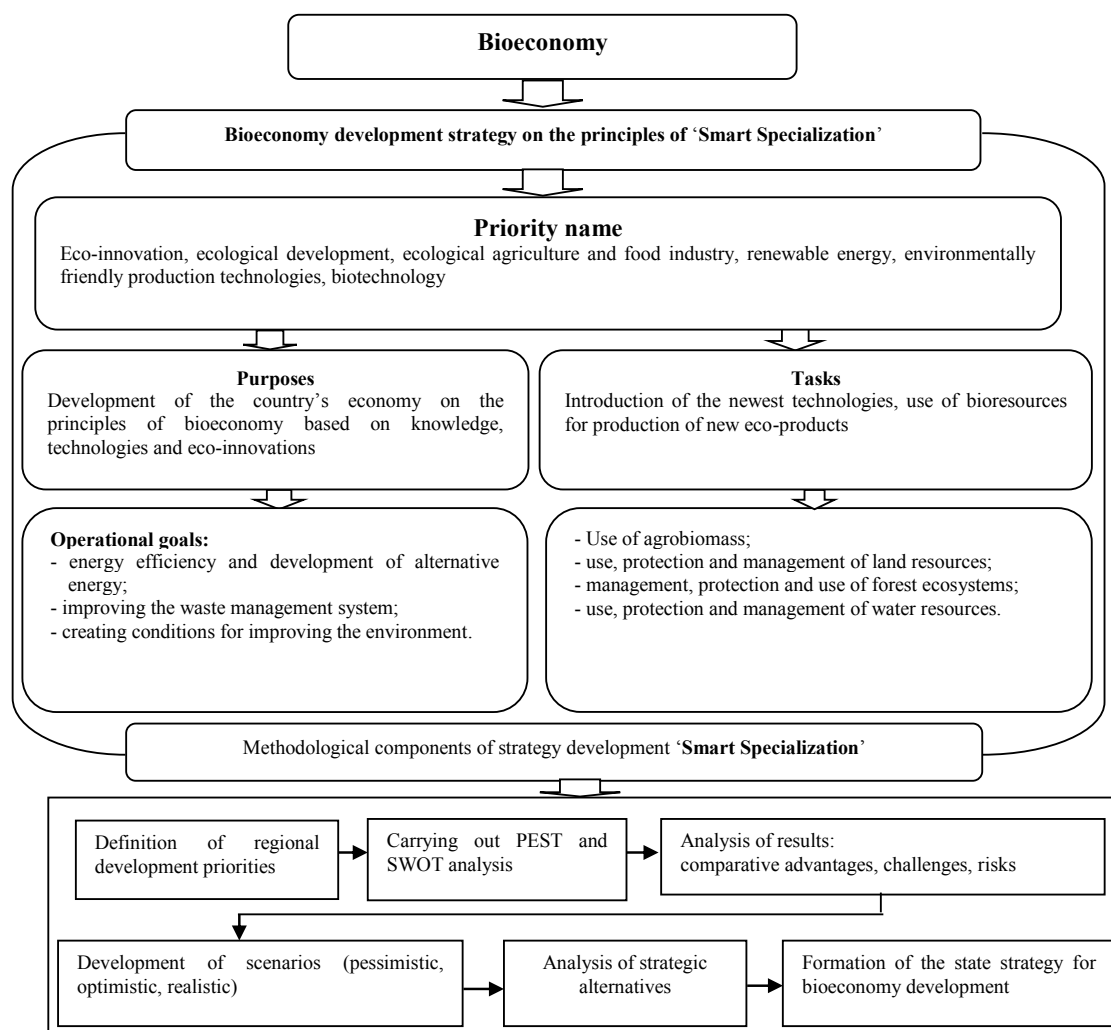 Bioeconomy
Bioeconomy development strategy on the principles of ‘Smart Specialization’
Priority name
Eco-innovation, ecological development, ecological agriculture and food industry, renewable energy, environmentally
friendly production technologies, biotechnology
Purposes
Development of the country’s economy on the
principles of bioeconomy based on knowledge,
technologies and eco-innovations
Tasks
Introduction of the newest technologies, use of bioresources
for production of new eco-products
Operational goals:
- energy efficiency and development of alternative
energy;
- improving the waste management system;
- creating conditions for improving the environment.
- Use of agrobiomass;
- use, protection and management of land resources;
- management, protection and use of forest ecosystems;
- use, protection and management of water resources.
Methodological components of strategy development ‘Smart Specialization’
Definition of regional
development priorities
Carrying out PEST and
SWOT analysis
Analysis of results:
comparative advantages, challenges, risks
Development of scenarios (pessimistic,
optimistic, realistic)
Analysis of strategic
alternatives
Formation of the state strategy for
bioeconomy development